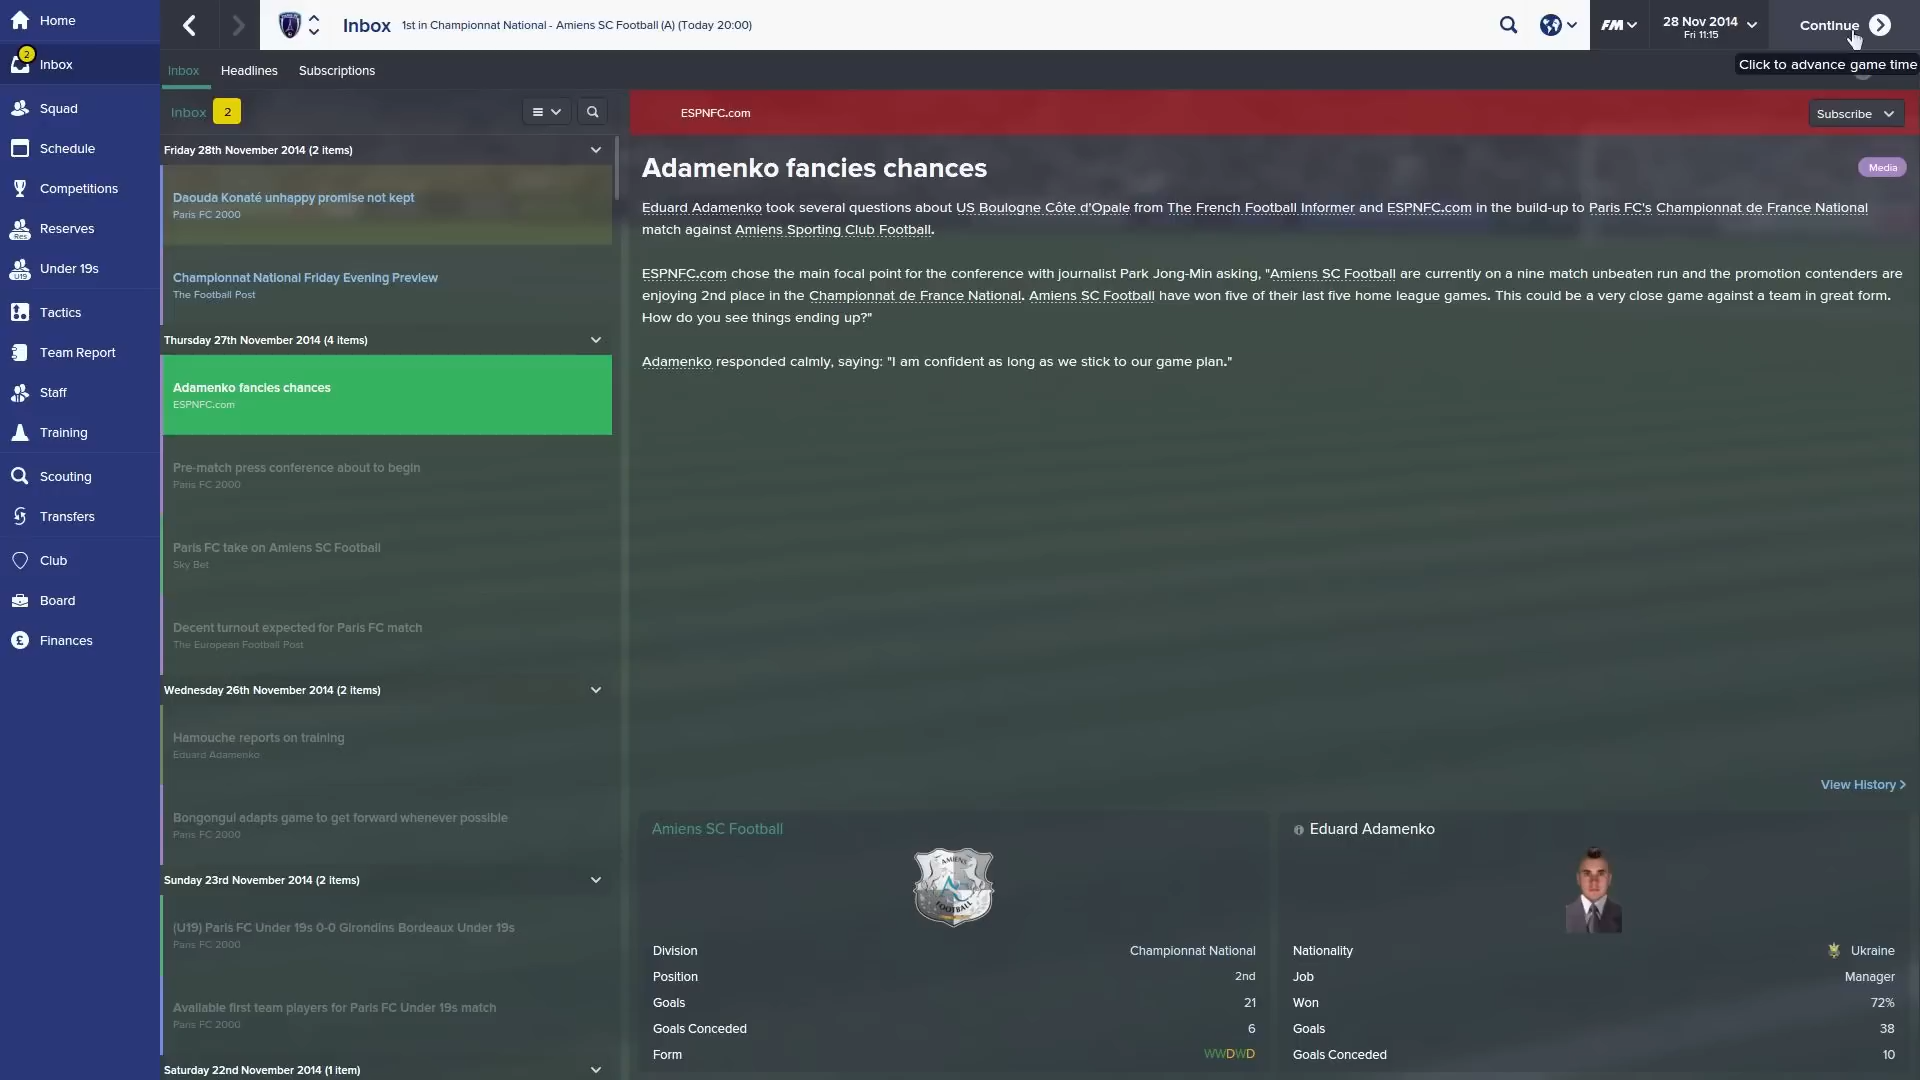 Home
2
Inbox
Squad
Schedule
Competitions
Res
Reserves
U19
Under 19s
Tactics
Team Report
Staff
Training
Scouting
Transfers
Club
Board
£
Finances
Inbox 1st in Championnat National - Amiens SC Football (A) (Today 20:00)
FM
28 Nov 2014
Fri 11:15
Continue
Click to advance game time
Inbox Headlines Subscriptions
Inbox 2
Friday 28th November 2014 (2 items)
Daouda Konaté unhappy promise not kept
Paris FC 2000
Championnat National Friday Evening Preview
The Football Post
Thursday 27th November 2014 (4 items)
Adamenko fancies chances
ESPNFC.com
Pre-match press conference about to begin
Paris FC 2000
Paris FC take on Amiens SC Football
Sky Bet
Decent turnout expected for Paris FC match
The European Football Post
Wednesday 26th November 2014 (2 items)
Hamouche reports on training
Eduard Adamenko
Bongongui adapts game to get forward whenever possible
Paris FC 2000
Sunday 23rd November 2014 (2 items)
(U19) Paris FC Under 19s 0-0 Girondins Bordeaux Under 19s
Paris FC 2000
Available first team players for Paris FC Under 19s match
Paris FC 2000
Saturday 22nd November 2014 (1 item)
ESPNFC.com
Subscribe
Adamenko fancies chances
Media
Eduard Adamenko took several questions about US Boulogne Côte d'Opale from The French Football Informer and ESPNFC.com in the build-up to Paris FC's Championnat de France National
match against Amiens Sporting Club Football.
ESPNFC.com chose the main focal point for the conference with journalist Park Jong-Min asking, "Amiens SC Football are currently on a nine match unbeaten run and the promotion contenders are
enjoying 2nd place in the Championnat de France National. Amiens SC Football have won five of their last five home league games. This could be a very close game against a team in great form.
How do you see things ending up?"
Adamenko responded calmly, saying: "I am confident as long as we stick to our game plan."
View History
Amiens SC Football
AMIENS
FOOTBALL
Division Championnat National
Position 2nd
Goals 21
Goals Conceded 6
Form WWDWD
Eduard Adamenko
Nationality Ukraine
Job Manager
Won 72%
Goals 38
Goals Conceded 10